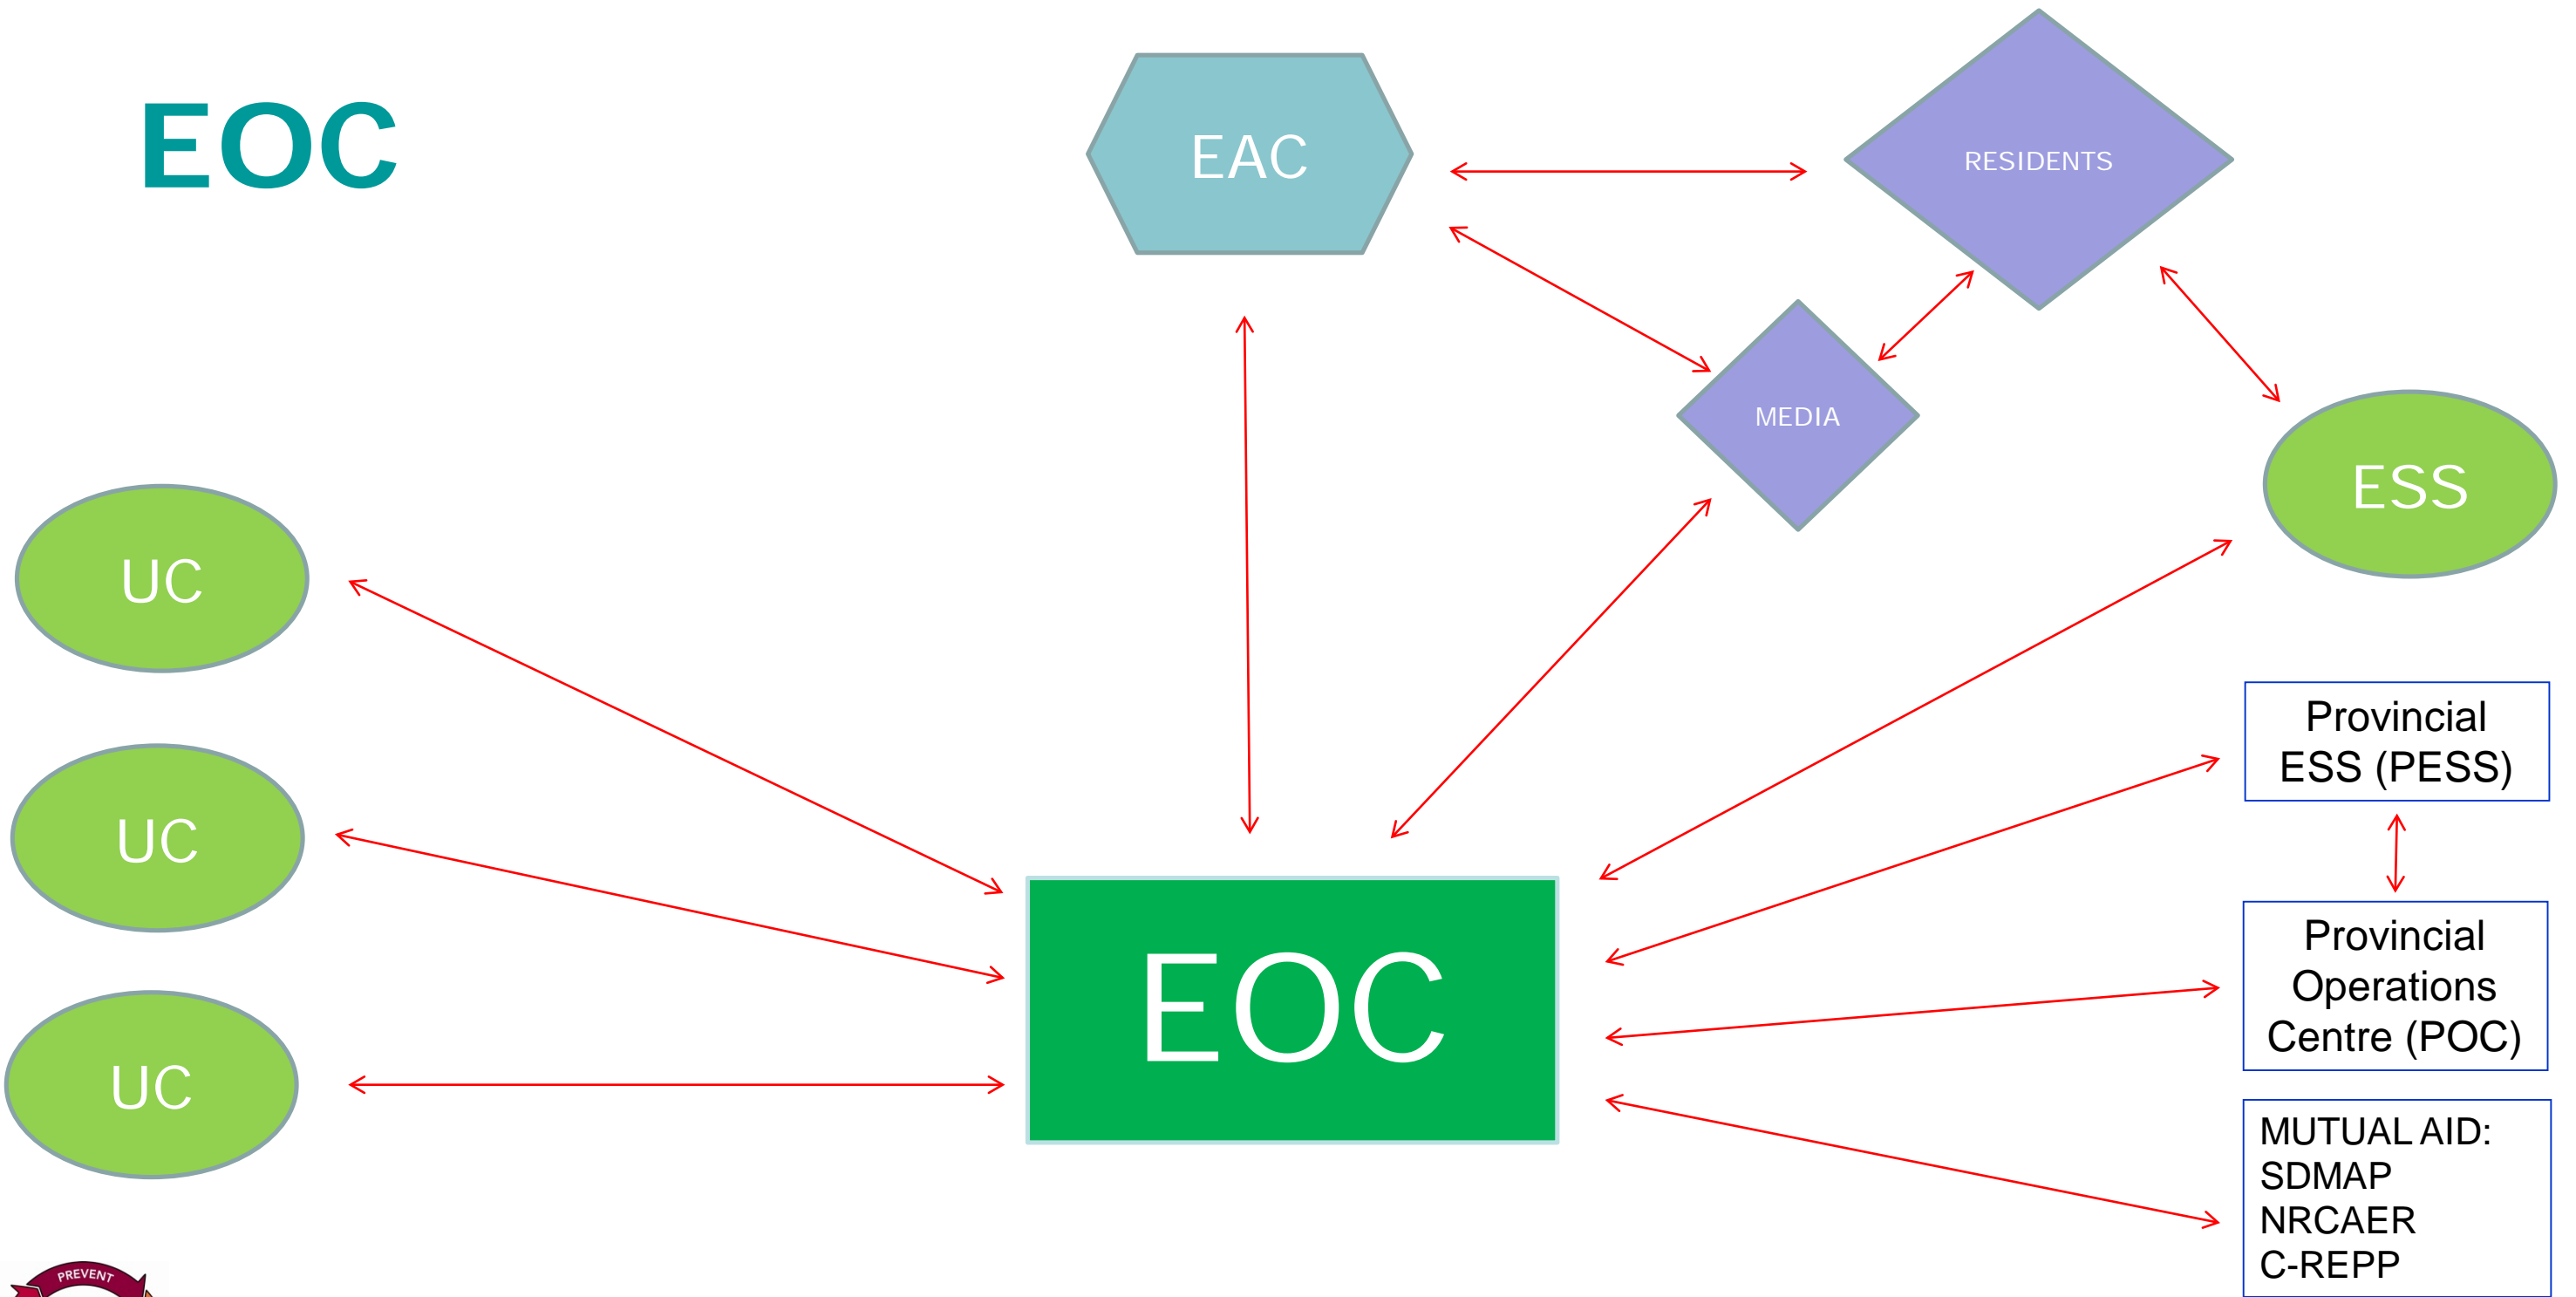 EOC
EAC
RESIDENTS
MEDIA
ESS
UC
UC
UC
EOC
Provincial
ESS (PESS)
Provincial
Operations
Centre (POC)
MUTUAL AID:
SDMAP
NRCAER
C-REPP
PREVENT